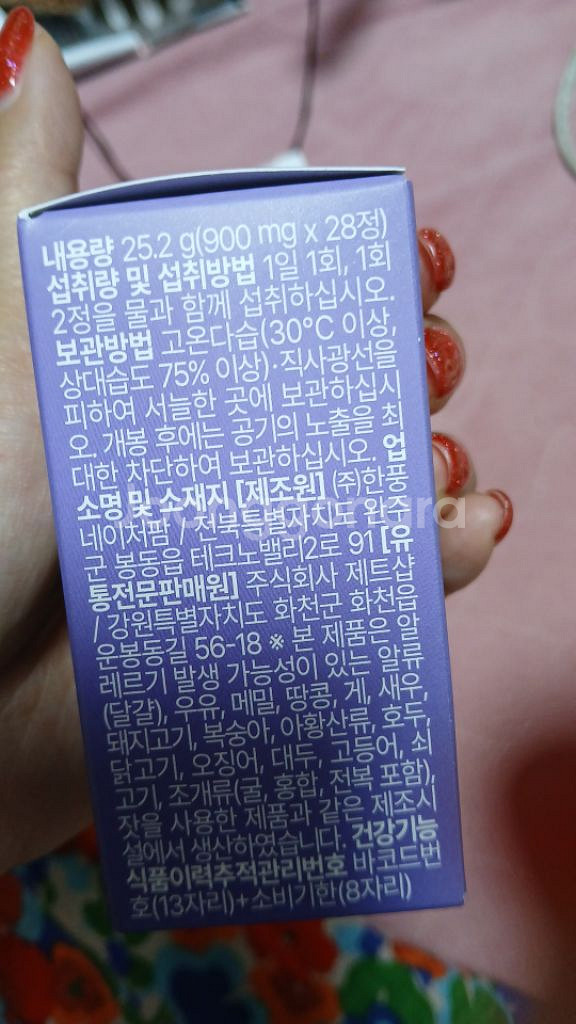 내용량 25.2 g(900 mg x 28정)
섭취량 및 섭취방법 1일 1회, 1회
2정을 물과 함께 섭취하십시오.
보관방법 고온다습(30°C 이상,
상대습도 75% 이상)·직사광선을
피하여 서늘한 곳에 보관하십시
오. 개봉 후에는 공기의 노출을 최
대한 차단하여 보관하십시오. 업
소명 및 소재지 [제조원] (주)한풍
네이처팜 / 전북특별자치도 완주
군 봉동읍 테크노밸리2로 91 [유
통전문판매원] 주식회사 제트샵
/ 강원특별자치도 화천군 화천읍
운봉동길 56-18 ※ 본 제품은 알
레르기 발생 가능성이 있는 알류
(달걀), 우유, 메밀, 땅콩, 게, 새우,
돼지고기, 복숭아, 아황산류, 호두,
닭고기, 오징어, 대두, 고등어, 쇠
고기, 조개류(굴, 홍합, 전복 포함),
잣을 사용한 제품과 같은 제조시
설에서 생산하였습니다. 건강기능
식품이력추적관리번호 바코드번
호(13자리)+소비기한(8자리)